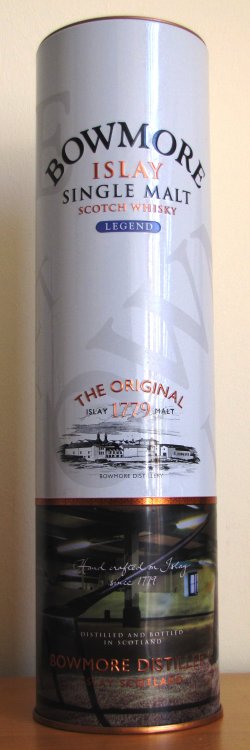 BOWMORE
ISLAY
SINGLE MALT
SCOTCH WHISKY
LEGEND
THE ORIGINAL
ISLAY 1779 MALT
BOWMORE DISTILLERY
Hand crafted on Islay
since 1779
DISTILLED AND BOTTLED
IN SCOTLAND
BOWMORE DISTILLERY
ISLAY SCOTLAND